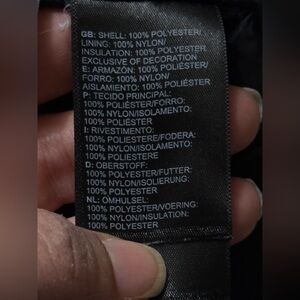 GB: SHELL: 100% POLYESTER/
LINING: 100% NYLON/
INSULATION: 100% POLYESTER
EXCLUSIVE OF DECORATION
E: ARMAZÓN: 100% POLIÉSTER/
FORRO: 100% NYLON/
AISLAMIENTO: 100% POLIÉSTER
P: TECIDO PRINCIPAL:
100% POLIÉSTER/FORRO:
100% NYLON/ISOLAMENTO:
100% POLIÉSTER
I: RIVESTIMENTO:
100% POLIESTERE/FODERA:
100% NYLON/ISOLAMENTO:
100% POLIESTERE
D: OBERSTOFF:
100% POLYESTER/FUTTER:
100% NYLON/ISOLIERUNG:
100% POLYESTER
NL: OMHULSEL:
100% POLYESTER/VOERING:
100% NYLON/INSULATION:
100% POLYESTER